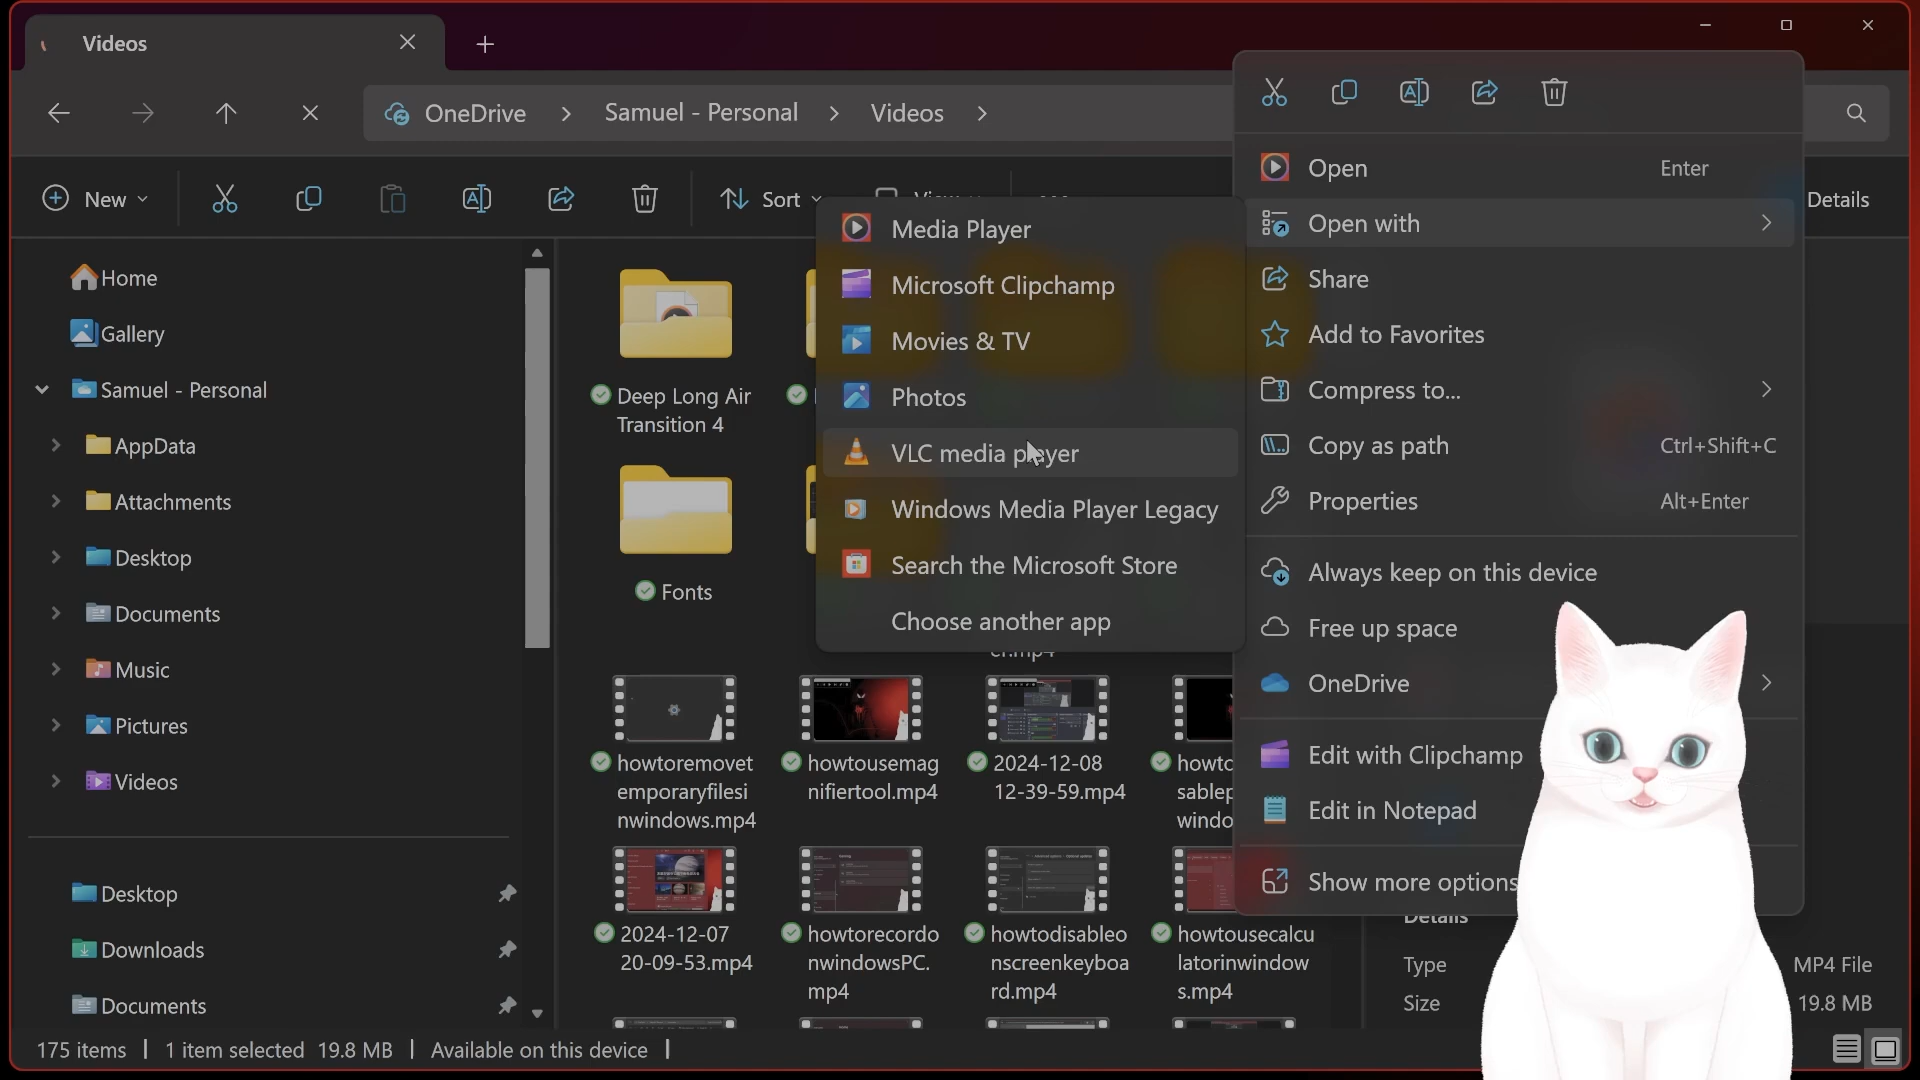 Videos
OneDrive
Samuel - Personal
Videos
New
Sort
Details
Home
Gallery
Samuel - Personal
AppData
Attachments
Desktop
Documents
Music
Pictures
Videos
Desktop
Downloads
Documents
Deep Long Air
Transition 4
Fonts
er.mp4
howtoremovet
emporaryfilesi
nwindows.mp4
howtousemag
nifiertool.mp4
2024-12-08
12-39-59.mp4
howto
sablep
windo
2024-12-07
20-09-53.mp4
howtorecordo
nwindowsPC.
mp4
howtodisableo
nscreenkeyboa
rd.mp4
howtousecalcu
latorinwindow
s.mp4
Media Player
Microsoft Clipchamp
Movies & TV
Photos
VLC media player
Windows Media Player Legacy
Search the Microsoft Store
Choose another app
Open Enter
Open with
Share
Add to Favorites
Compress to...
Copy as path Ctrl+Shift+C
Properties Alt+Enter
Always keep on this device
Free up space
OneDrive
Edit with Clipchamp
Edit in Notepad
Show more options
Details
Type MP4 File
Size 19.8 MB
175 items | 1 item selected 19.8 MB | Available on this device |